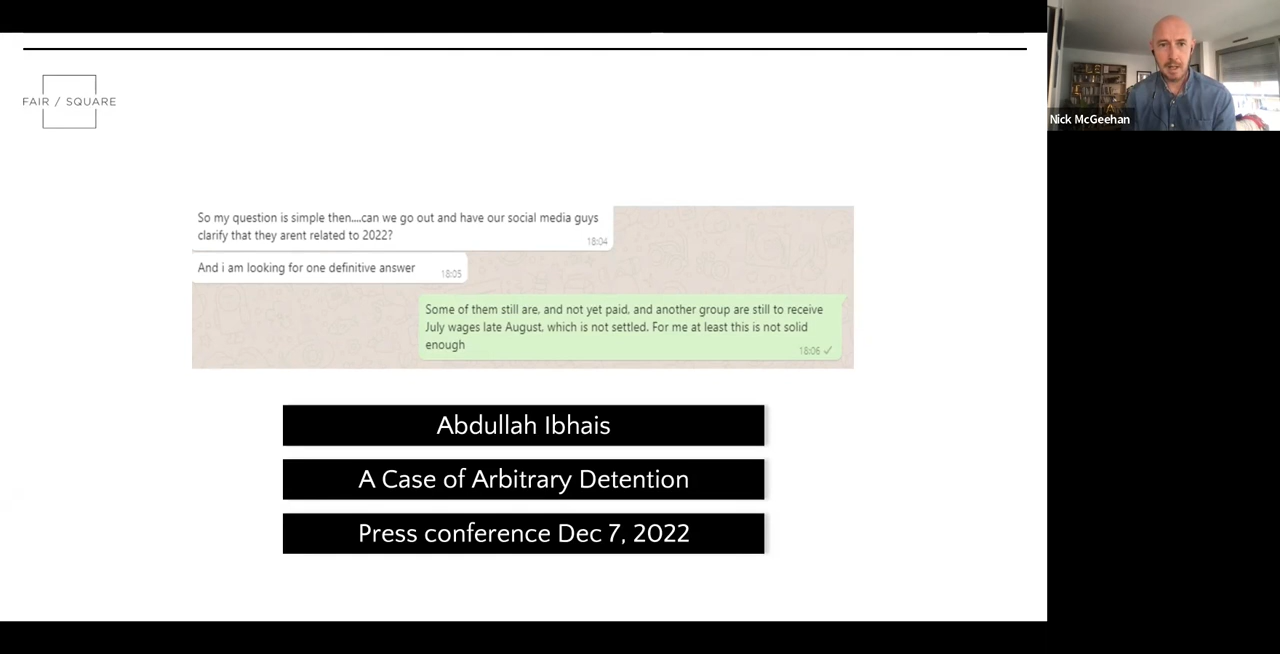 FAIR / SQUARE
Nick McGeehan
So my question is simple then....can we go out and have our social media guys
clarify that they arent related to 2022?
18:04
And i am looking for one definitive answer
18:05
Some of them still are, and not yet paid, and another group are still to receive
July wages late August, which is not settled. For me at least this is not solid
enough
18:06
Abdullah Ibhais
A Case of Arbitrary Detention
Press conference Dec 7, 2022